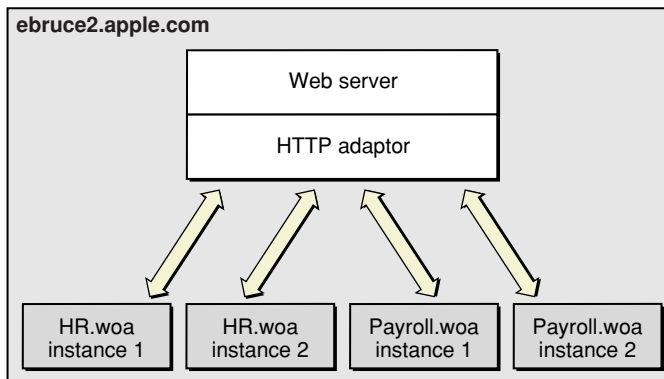 ebruce2.apple.com
Web server
HTTP adaptor
HR.woa
instance 1
HR.woa
instance 2
Payroll.woa
instance 1
Payroll.woa
instance 2